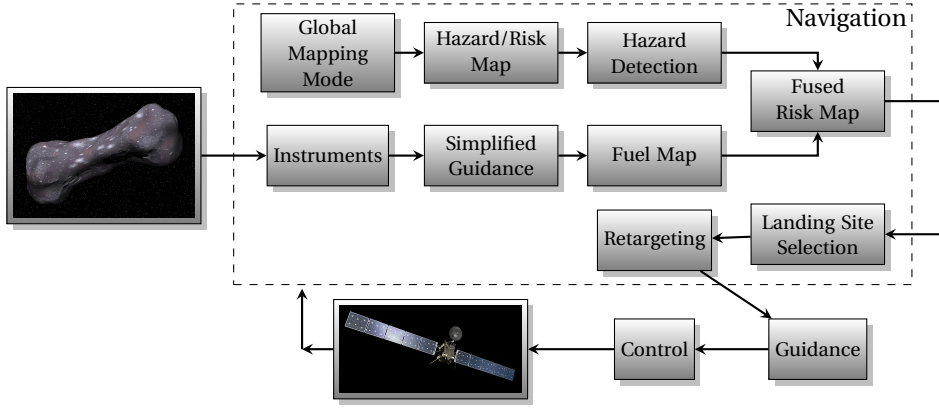 Navigation
Global
Mapping
Mode
Hazard/Risk
Map
Hazard
Detection
Fused
Risk Map
Instruments
Simplified
Guidance
Fuel Map
Retargeting
Landing Site
Selection
Control
Guidance